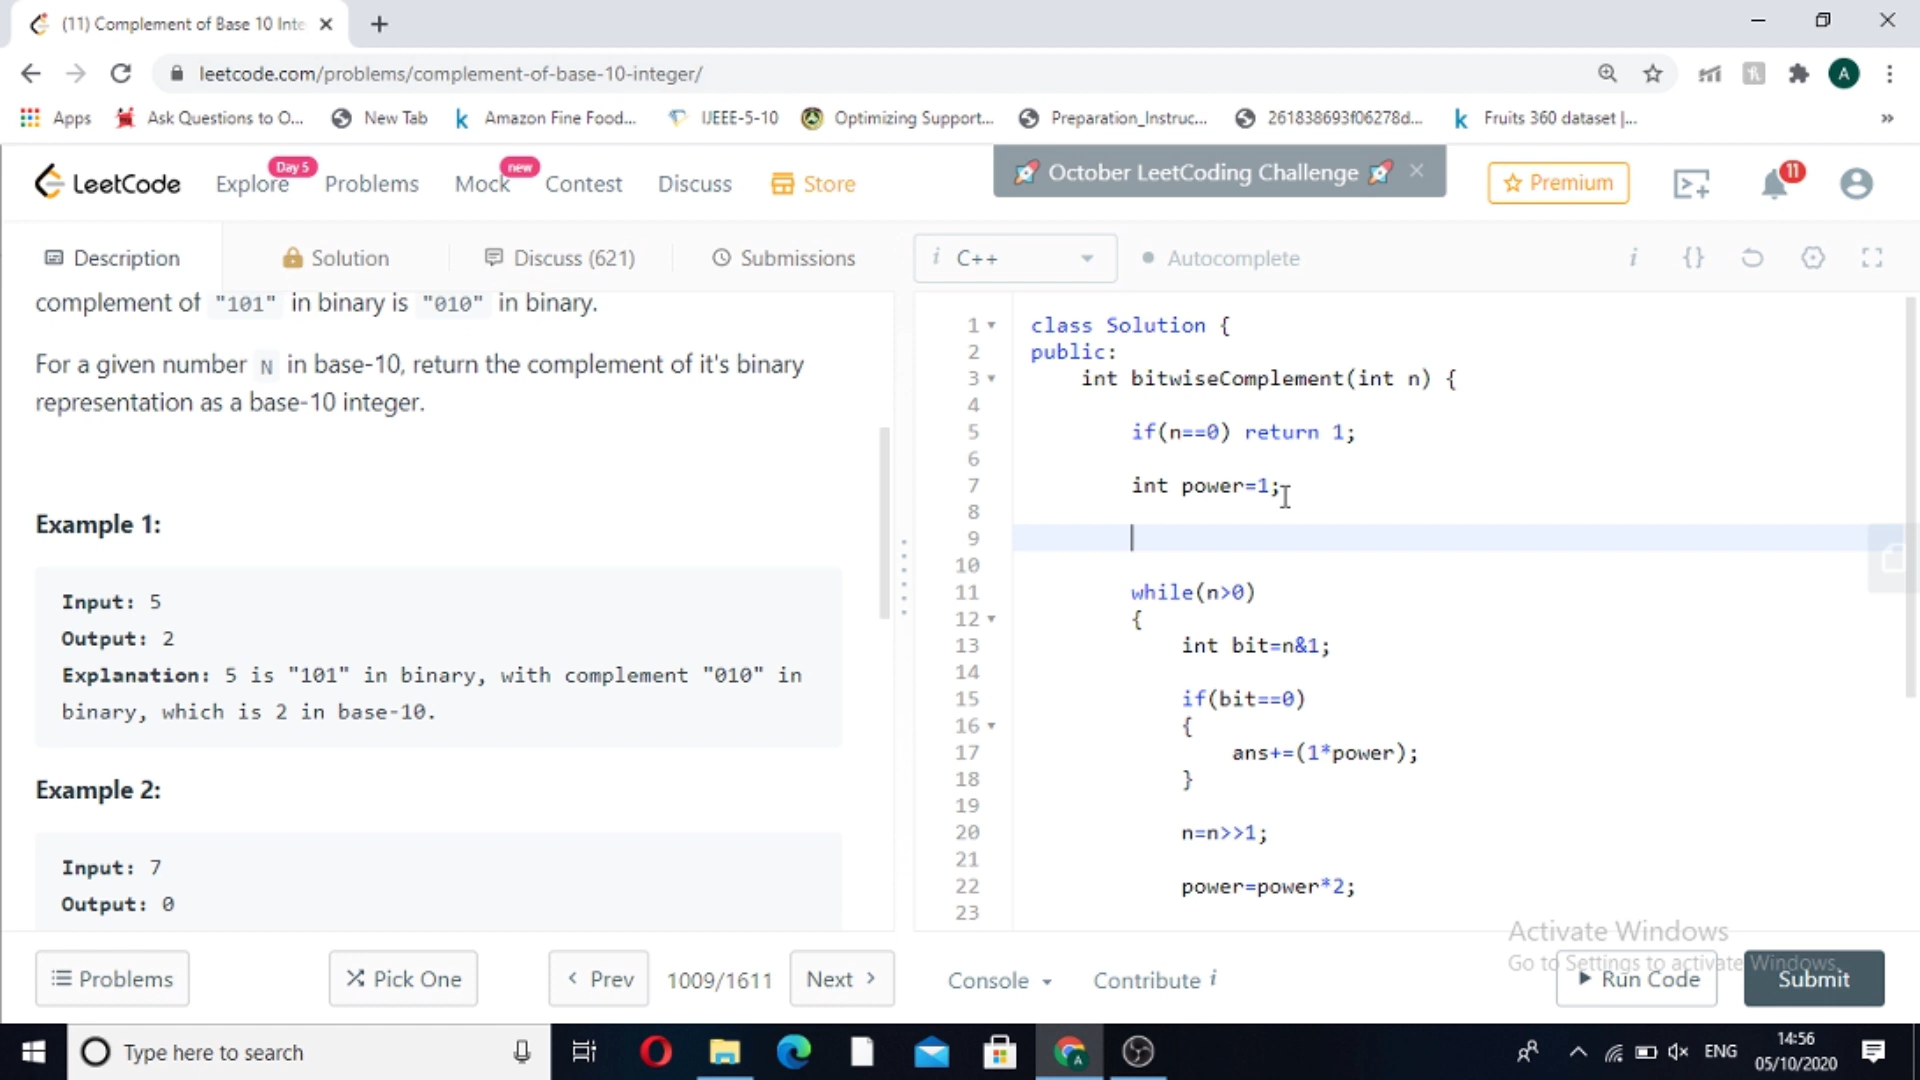 (11) Complement of Base 10 Inte
leetcode.com/problems/complement-of-base-10-integer/
A
Apps
Ask Questions to O...
New Tab
Amazon Fine Food...
IJEEE-5-10
Optimizing Support...
Preparation_Instruc...
261838693f06278d...
Fruits 360 dataset |...
»
LeetCode
Explore
Day 5
Problems
Mock
new
Contest
Discuss
Store
October LeetCoding Challenge
Premium
11
Description
Solution
Discuss (621)
Submissions
i C++
Autocomplete
complement of "101" in binary is "010" in binary.
For a given number N in base-10, return the complement of it's binary
representation as a base-10 integer.
Example 1:
Input: 5
Output: 2
Explanation: 5 is "101" in binary, with complement "010" in
binary, which is 2 in base-10.
Example 2:
Input: 7
Output: 0
1 class Solution {
2 public:
3 int bitwiseComplement(int n) {
4
5 if(n==0) return 1;
6
7 int power=1;
8
9
10
11 while(n>0)
12 {
13 int bit=n&1;
14
15 if(bit==0)
16 {
17 ans+=(1*power);
18 }
19
20 n=n>>1;
21
22 power=power*2;
23
Activate Windows
Go to Settings to activate Windows.
Problems
Pick One
Prev
1009/1611
Next
Console
Contribute i
Run Code
Submit
Type here to search
ENG
14:56
05/10/2020